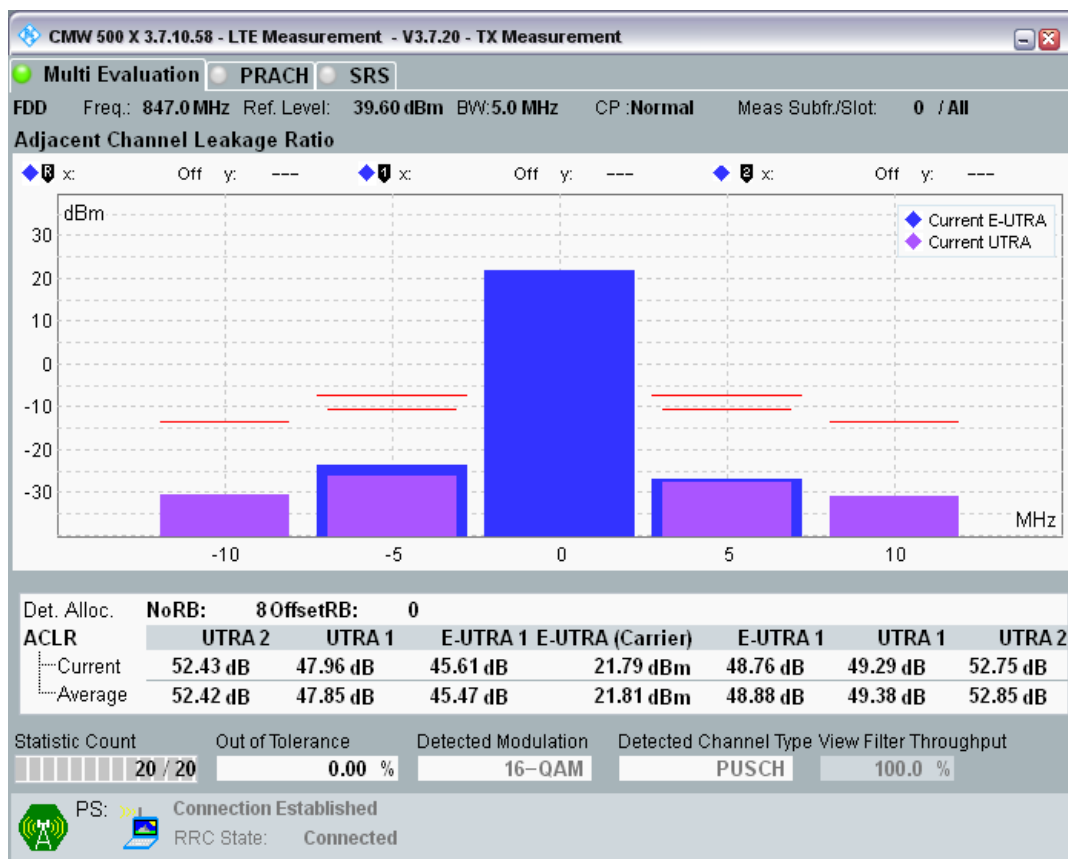 CMW 500 X 3.7.10.58 - LTE Measurement - V3.7.20 - TX Measurement
Multi Evaluation PRACH SRS
FDD Freq.: 847.0 MHz Ref. Level: 39.60 dBm BW:5.0 MHz CP :Normal Meas Subfr./Slot: 0 / All
Adjacent Channel Leakage Ratio
R x: Off y: --- 1 x: Off y: --- 2 x: Off y: ---
dBm
Current E-UTRA
Current UTRA
30
20
10
0
-10
-20
-30
MHz
-10 -5 0 5 10
Det. Alloc. NoRB: 8 OffsetRB: 0
ACLR UTRA 2 UTRA 1 E-UTRA 1 E-UTRA (Carrier) E-UTRA 1 UTRA 1 UTRA 2
Current 52.43 dB 47.96 dB 45.61 dB 21.79 dBm 48.76 dB 49.29 dB 52.75 dB
Average 52.42 dB 47.85 dB 45.47 dB 21.81 dBm 48.88 dB 49.38 dB 52.85 dB
Statistic Count Out of Tolerance Detected Modulation Detected Channel Type View Filter Throughput
20 / 20 0.00 % 16-QAM PUSCH 100.0 %
PS: Connection Established
RRC State: Connected